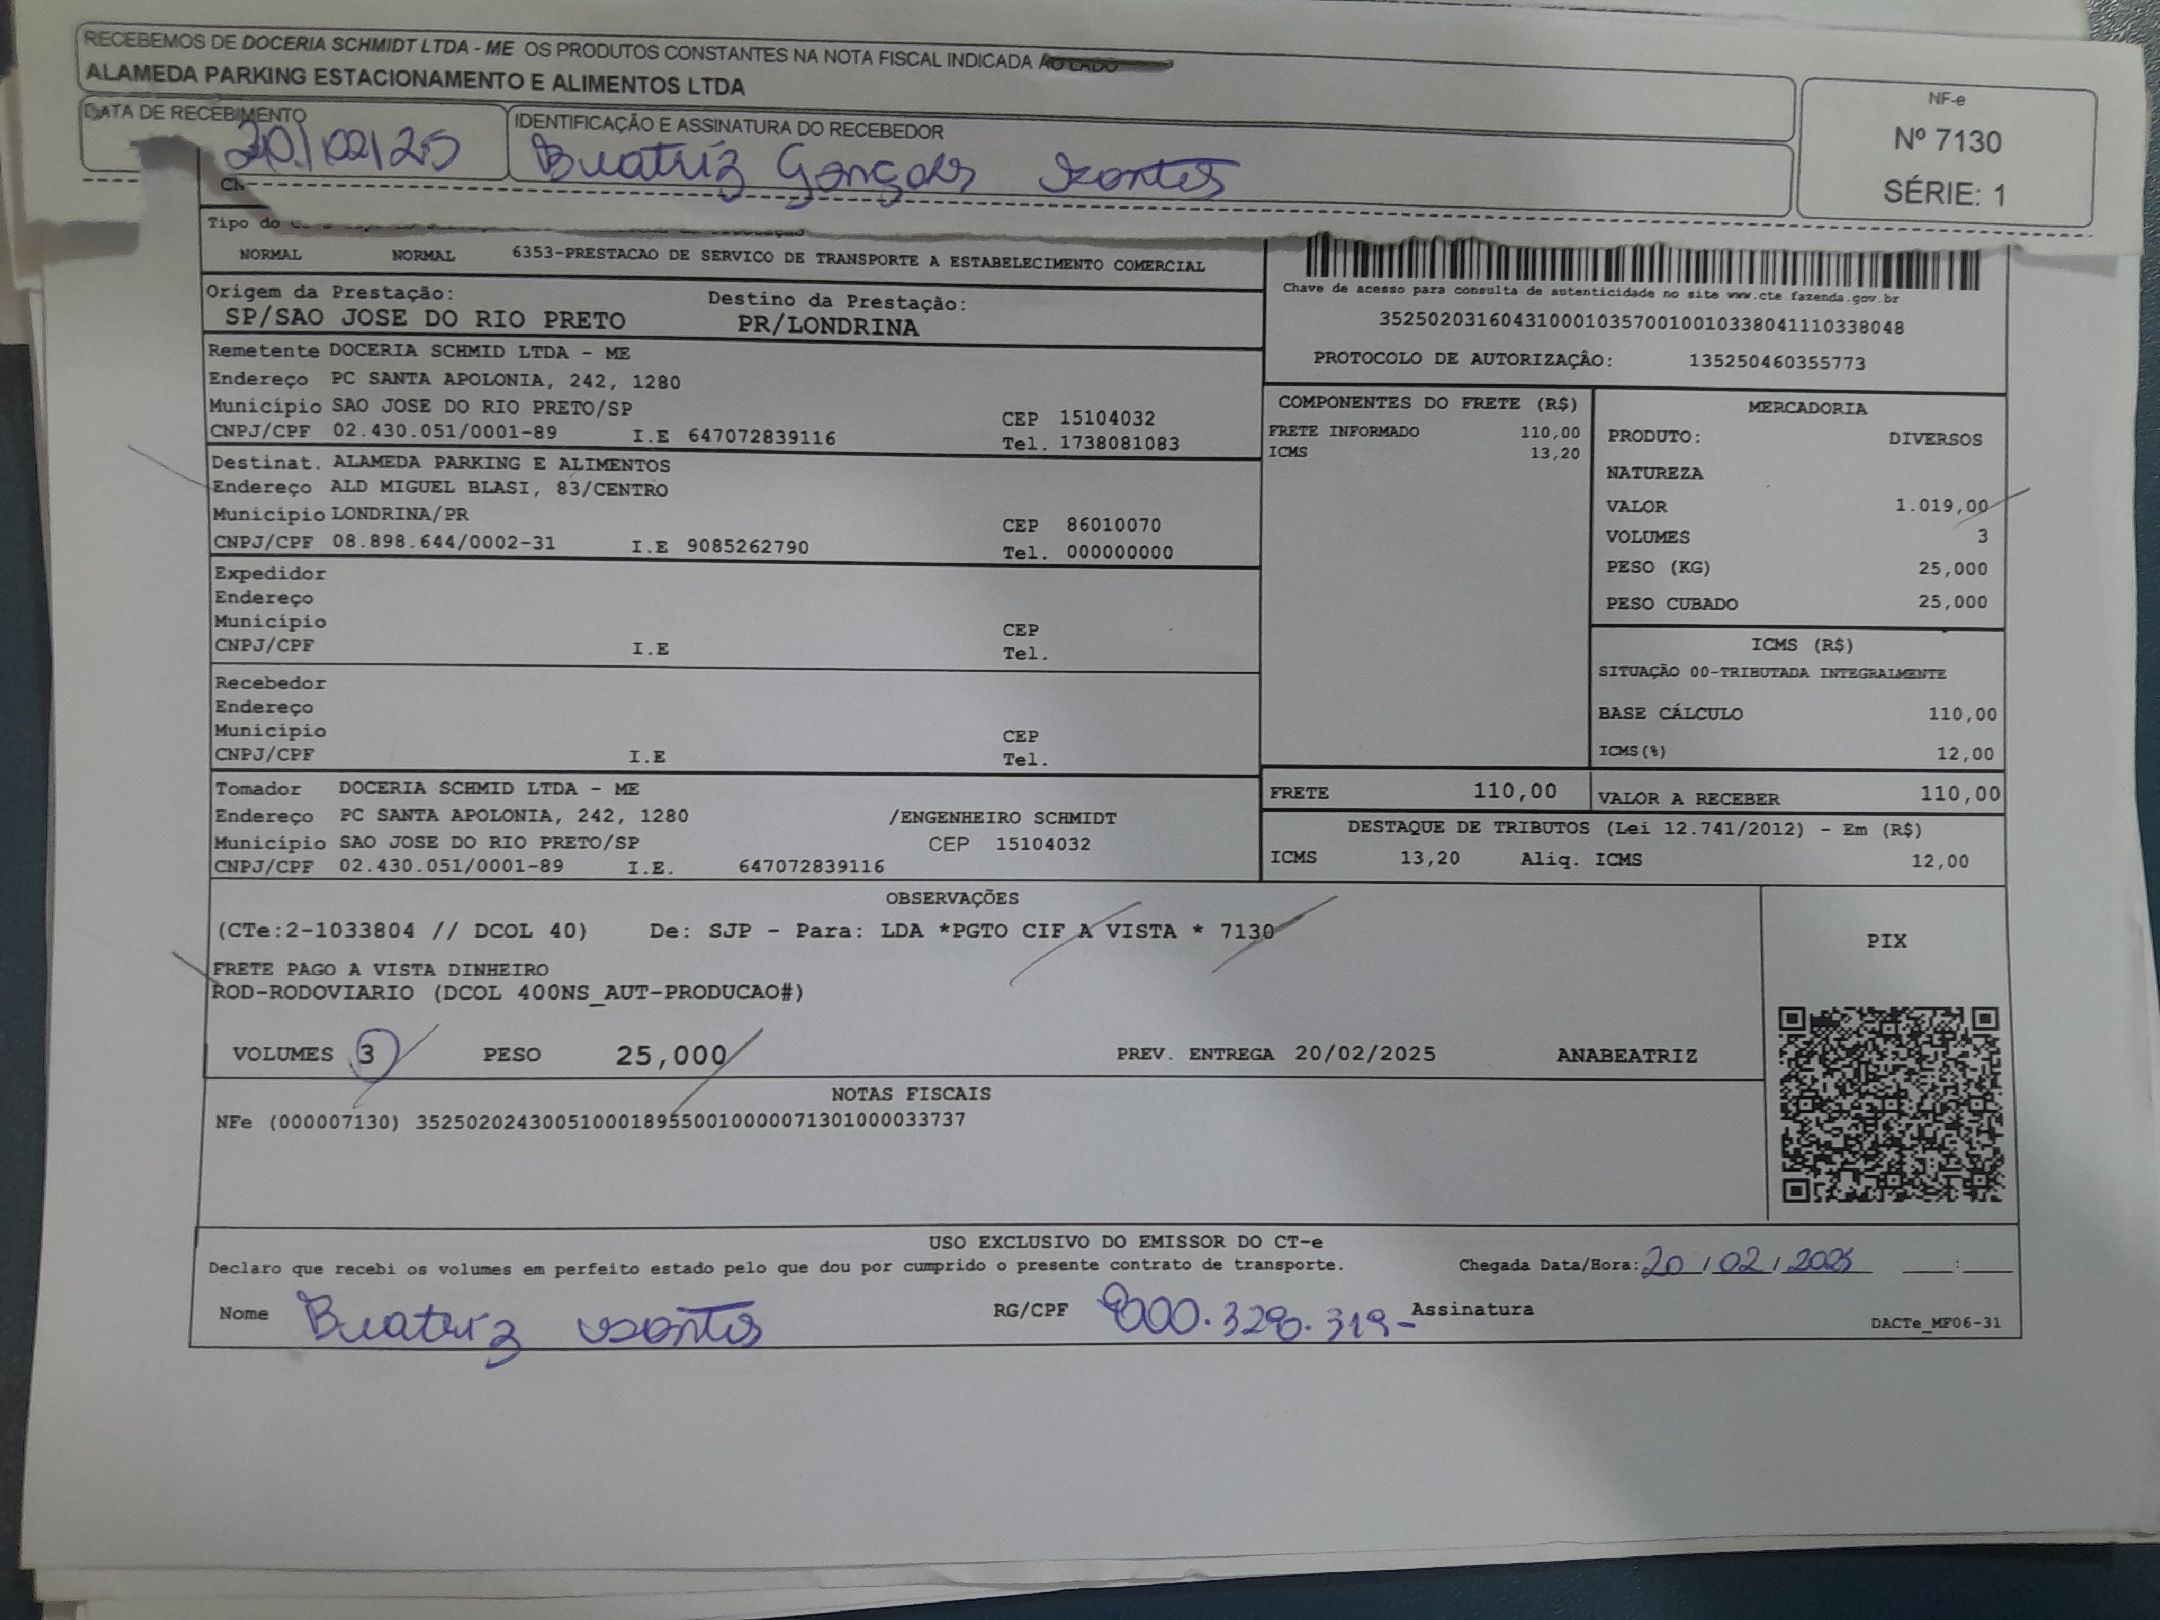 RECEBEMOS DE DOCERIA SCHMIDT LTDA - ME OS PRODUTOS CONSTANTES NA NOTA FISCAL INDICADA AO LADO
ALAMEDA PARKING ESTACIONAMENTO E ALIMENTOS LTDA
DATA DE RECEBIMENTO
20/02/25
IDENTIFICAÇÃO E ASSINATURA DO RECEBEDOR
Beatriz
NF-e
Nº 7130
SÉRIE: 1
Tipo do
NORMAL NORMAL 6353-PRESTACAO DE SERVICO DE TRANSPORTE A ESTABELECIMENTO COMERCIAL
Origem da Prestação: Destino da Prestação:
SP/SAO JOSE DO RIO PRETO PR/LONDRINA
Chave de acesso para consulta de autenticidade no site www.cte.fazenda.gov.br
35250203160431000103570010010338041110338048
PROTOCOLO DE AUTORIZAÇÂO: 135250460355773
Remetente DOCERIA SCHMID LTDA - ME
Endereço PC SANTA APOLONIA, 242, 1280
Município SAO JOSE DO RIO PRETO/SP CEP 15104032
CNPJ/CPF 02.430.051/0001-89 I.E 647072839116 Tel. 1738081083
Destinat. ALAMEDA PARKING E ALIMENTOS
Endereço ALD MIGUEL BLASI, 83/CENTRO
Município LONDRINA/PR CEP 86010070
CNPJ/CPF 08.898.644/0002-31 I.E 9085262790 Tel. 000000000
Expedidor
Endereço
Município CEP
CNPJ/CPF I.E Tel.
Recebedor
Endereço
Município CEP
CNPJ/CPF I.E Tel.
Tomador DOCERIA SCHMID LTDA - ME
Endereço PC SANTA APOLONIA, 242, 1280 /ENGENHEIRO SCHMIDT
Município SAO JOSE DO RIO PRETO/SP CEP 15104032
CNPJ/CPF 02.430.051/0001-89 I.E. 647072839116
COMPONENTES DO FRETE (R$)
FRETE INFORMADO 110,00
ICMS 13,20
MERCADORIA
PRODUTO: DIVERSOS
NATUREZA
VALOR 1.019,00
VOLUMES 3
PESO (KG) 25,000
PESO CUBADO 25,000
ICMS (R$)
SITUAÇÃO 00-TRIBUTADA INTEGRALMENTE
BASE CÁLCULO 110,00
ICMS(%) 12,00
FRETE 110,00 VALOR A RECEBER 110,00
DESTAQUE DE TRIBUTOS (Lei 12.741/2012) - Em (R$)
ICMS 13,20 Aliq. ICMS 12,00
OBSERVAÇÕES
(CTe:2-1033804 // DCOL 40) De: SJP - Para: LDA *PGTO CIF A VISTA * 7130
FRETE PAGO A VISTA DINHEIRO
ROD-RODOVIARIO (DCOL 400NS_AUT-PRODUCAO#)
VOLUMES 3 PESO 25,000 PREV. ENTREGA 20/02/2025 ANABEATRIZ
PIX
NOTAS FISCAIS
NFe (000007130) 35250202430051000189550010000071301000033737
USO EXCLUSIVO DO EMISSOR DO CT-e
Declaro que recebi os volumes em perfeito estado pelo que dou por cumprido o presente contrato de transporte. Chegada Data/Hora: 20/02/2025 __:__
Nome Beatriz RG/CPF Assinatura
DACTe_MF06-31